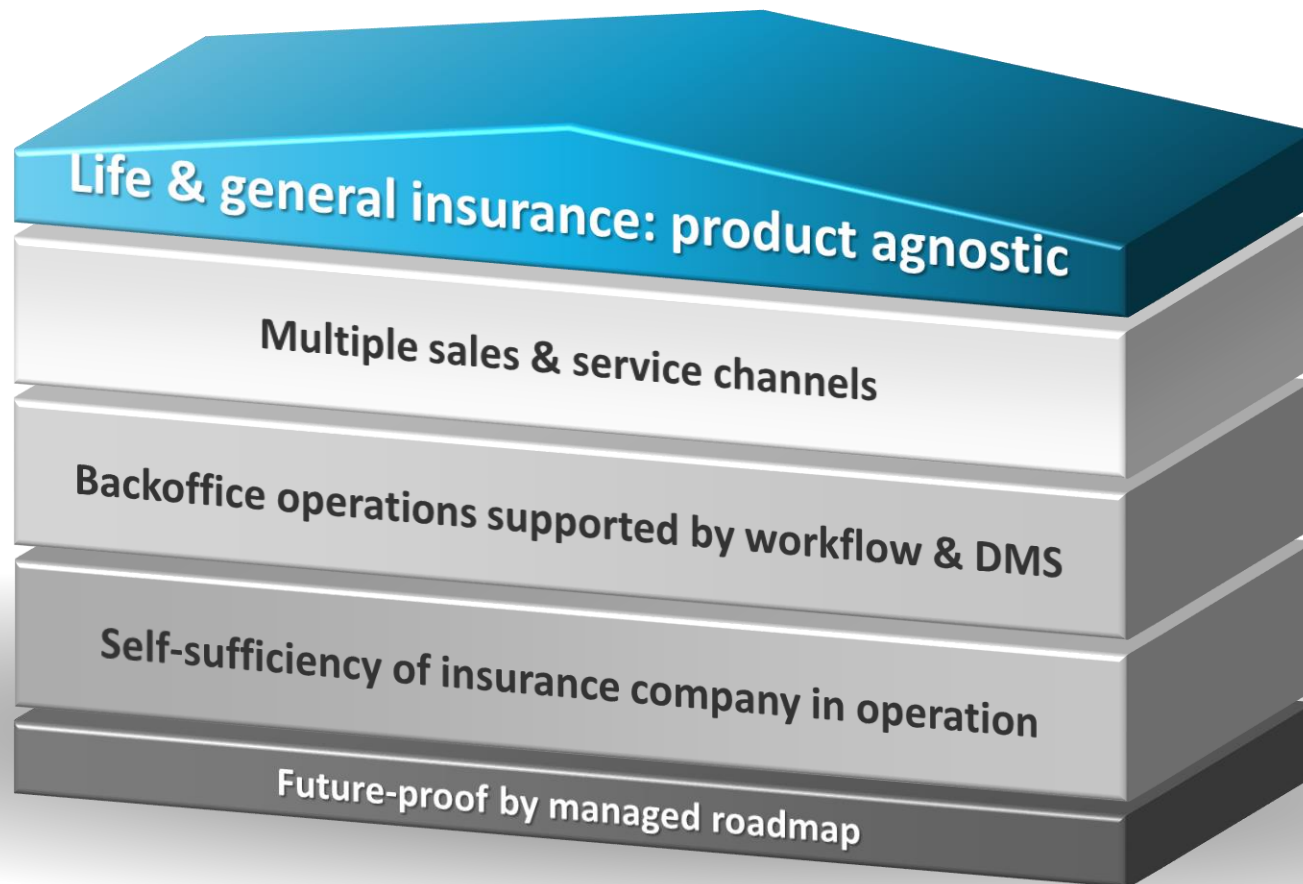 Life & general insurance: product agnostic
Multiple sales & service channels
Backoffice operations supported by workflow & DMS
Self-sufficiency of insurance company in operation
Future-proof by managed roadmap